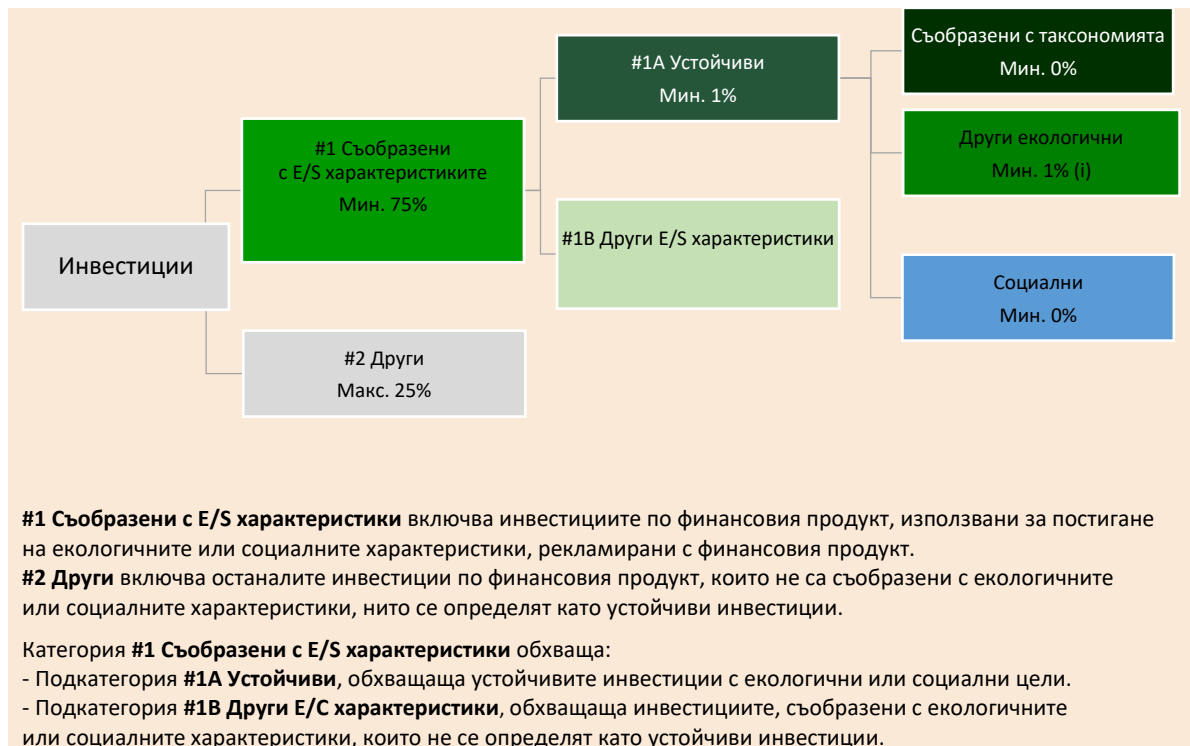 Инвестиции
#1 Съобразени
с E/S характеристиките
Мин. 75%
#2 Други
Макс. 25%
#1A Устойчиви
Мин. 1%
#1B Други E/S характеристики
Съобразени с таксономията
Мин. 0%
Други екологични
Мин. 1% (i)
Социални
Мин. 0%
#1 Съобразени с E/S характеристики включва инвестициите по финансовия продукт, използвани за постигане
на екологичните или социалните характеристики, рекламирани с финансовия продукт.
#2 Други включва останалите инвестиции по финансовия продукт, които не са съобразени с екологичните
или социалните характеристики, нито се определят като устойчиви инвестиции.
Категория #1 Съобразени с E/S характеристики обхваща:
- Подкатегория #1A Устойчиви, обхващаща устойчивите инвестиции с екологични или социални цели.
- Подкатегория #1B Други E/C характеристики, обхващаща инвестициите, съобразени с екологичните
или социалните характеристики, които не се определят като устойчиви инвестиции.